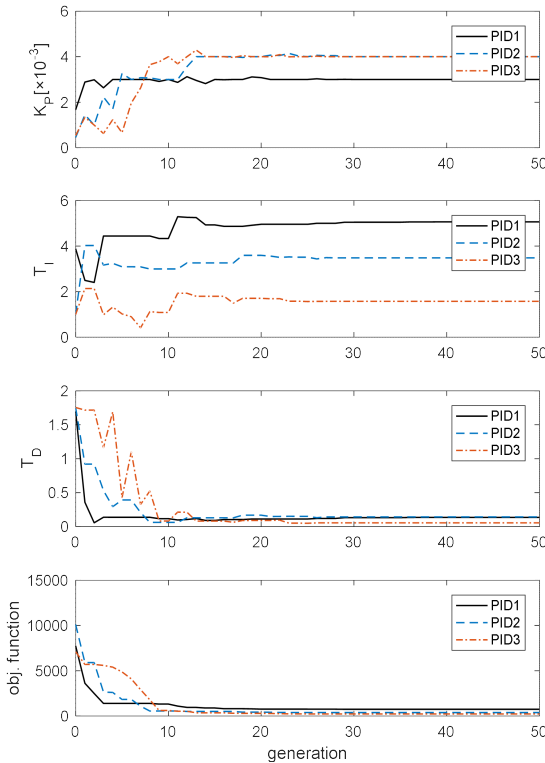 6
4
2
0
K_P[×10^-3]
PID1
PID2
PID3
0 10 20 30 40 50
6
4
2
0
T_I
PID1
PID2
PID3
0 10 20 30 40 50
2
1.5
1
0.5
0
T_D
PID1
PID2
PID3
0 10 20 30 40 50
15000
10000
5000
0
obj. function
PID1
PID2
PID3
0 10 20 30 40 50
generation